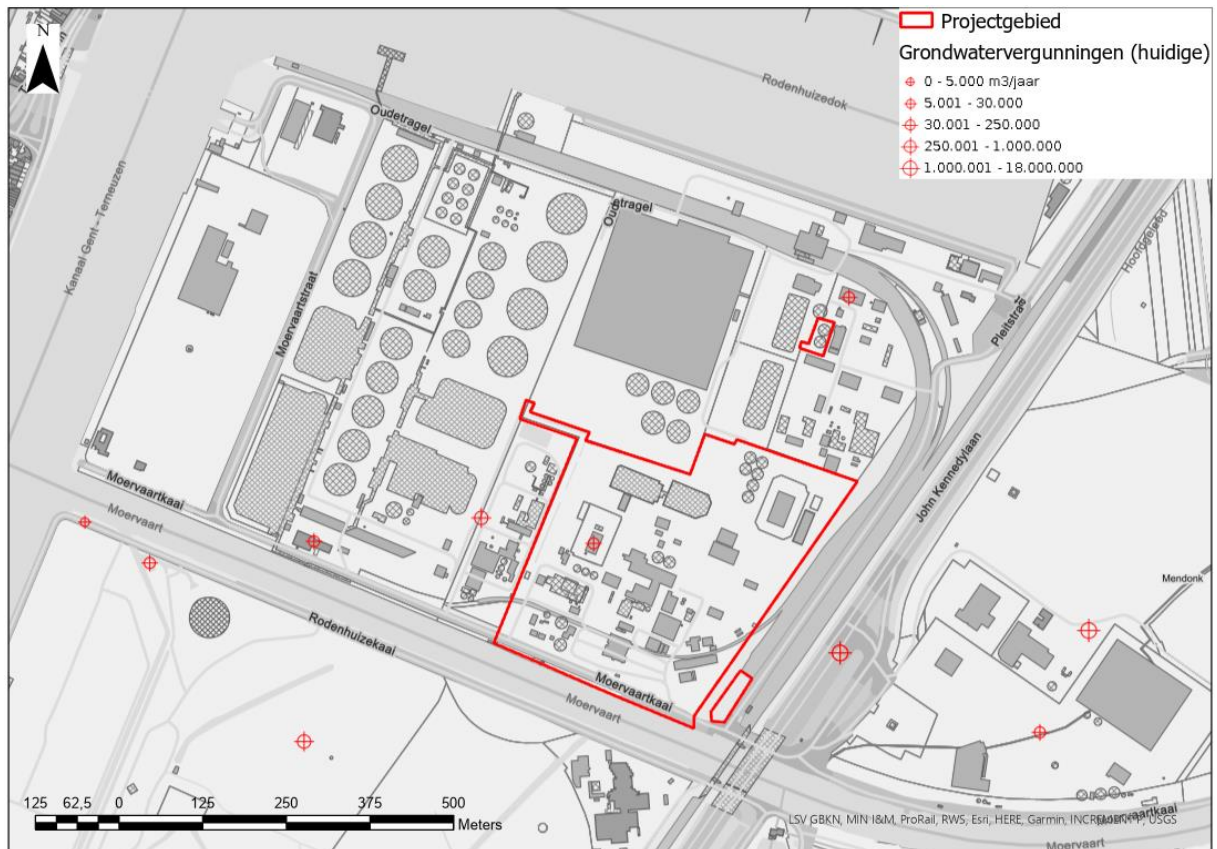 N
Projectgebied
Grondwatervergunningen (huidige)
0 - 5.000 m3/jaar
5.001 - 30.000
30.001 - 250.000
250.001 - 1.000.000
1.000.001 - 18.000.000
Rodenhuizedok
Oudetragel
Kanaal Gent - Terneuzen
Oudetragel
Hoofdgeleed
Moervaartstraat
Pleitstraat
John Kennedylaan
Moervaartkaai
Moervaart
Mendonk
Rodenhuizekaai
Moervaartkaai
Moervaart
125 62,5 0 125 250 375 500
Meters
LSV GBKN, MIN I&M, ProRail, RWS, Esri, HERE, Garmin, INCREMENT P, USGS
Moervaartkaai
Moervaart